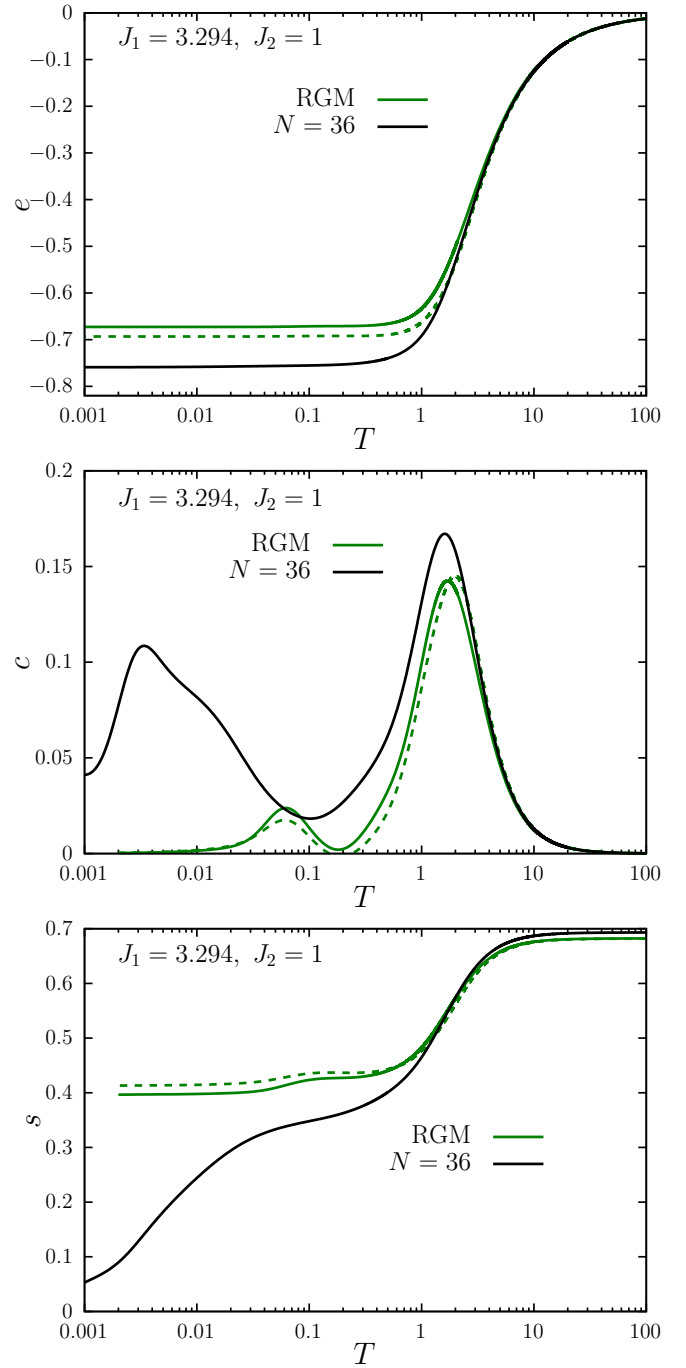 J₁ = 3.294, J₂ = 1
RGM
N = 36
e
0
−0.1
−0.2
−0.3
−0.4
−0.5
−0.6
−0.7
−0.8
0.001 0.01 0.1 1 10 100
T
J₁ = 3.294, J₂ = 1
RGM
N = 36
c
0.2
0.15
0.1
0.05
0
0.001 0.01 0.1 1 10 100
T
J₁ = 3.294, J₂ = 1
RGM
N = 36
s
0.7
0.6
0.5
0.4
0.3
0.2
0.1
0
0.001 0.01 0.1 1 10 100
T